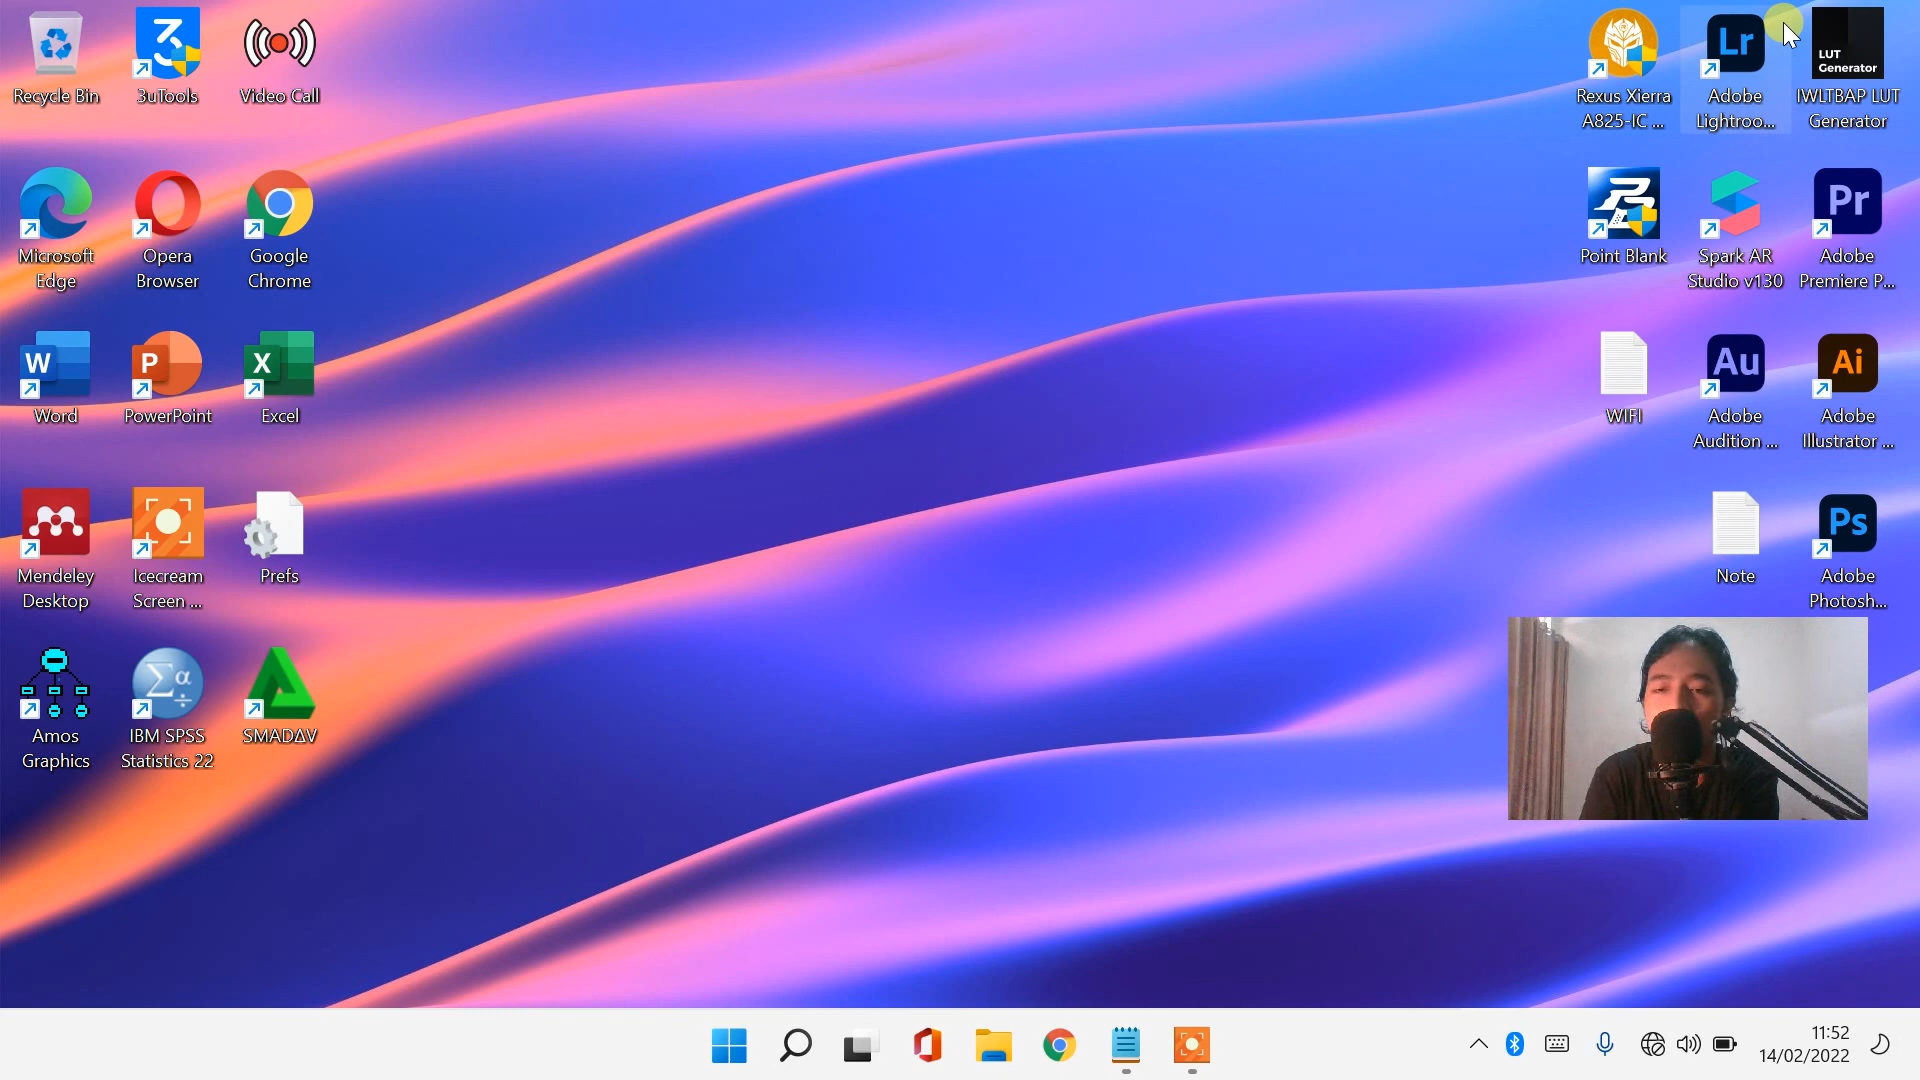 Recycle Bin
3uTools
Video Call
Microsoft
Edge
Opera
Browser
Google
Chrome
W
Word
P
PowerPoint
X
Excel
Mendeley
Desktop
Icecream
Screen ...
Prefs
Amos
Graphics
Σα
÷
IBM SPSS
Statistics 22
SMADΔV
Rexus Xierra
A825-IC ...
Lr
Adobe
Lightroo...
LUT
Generator
IWLTBAP LUT
Generator
Point Blank
Spark AR
Studio v130
Pr
Adobe
Premiere P...
WIFI
Au
Adobe
Audition ...
Ai
Adobe
Illustrator ...
Note
Ps
Adobe
Photosh...
11:52
14/02/2022